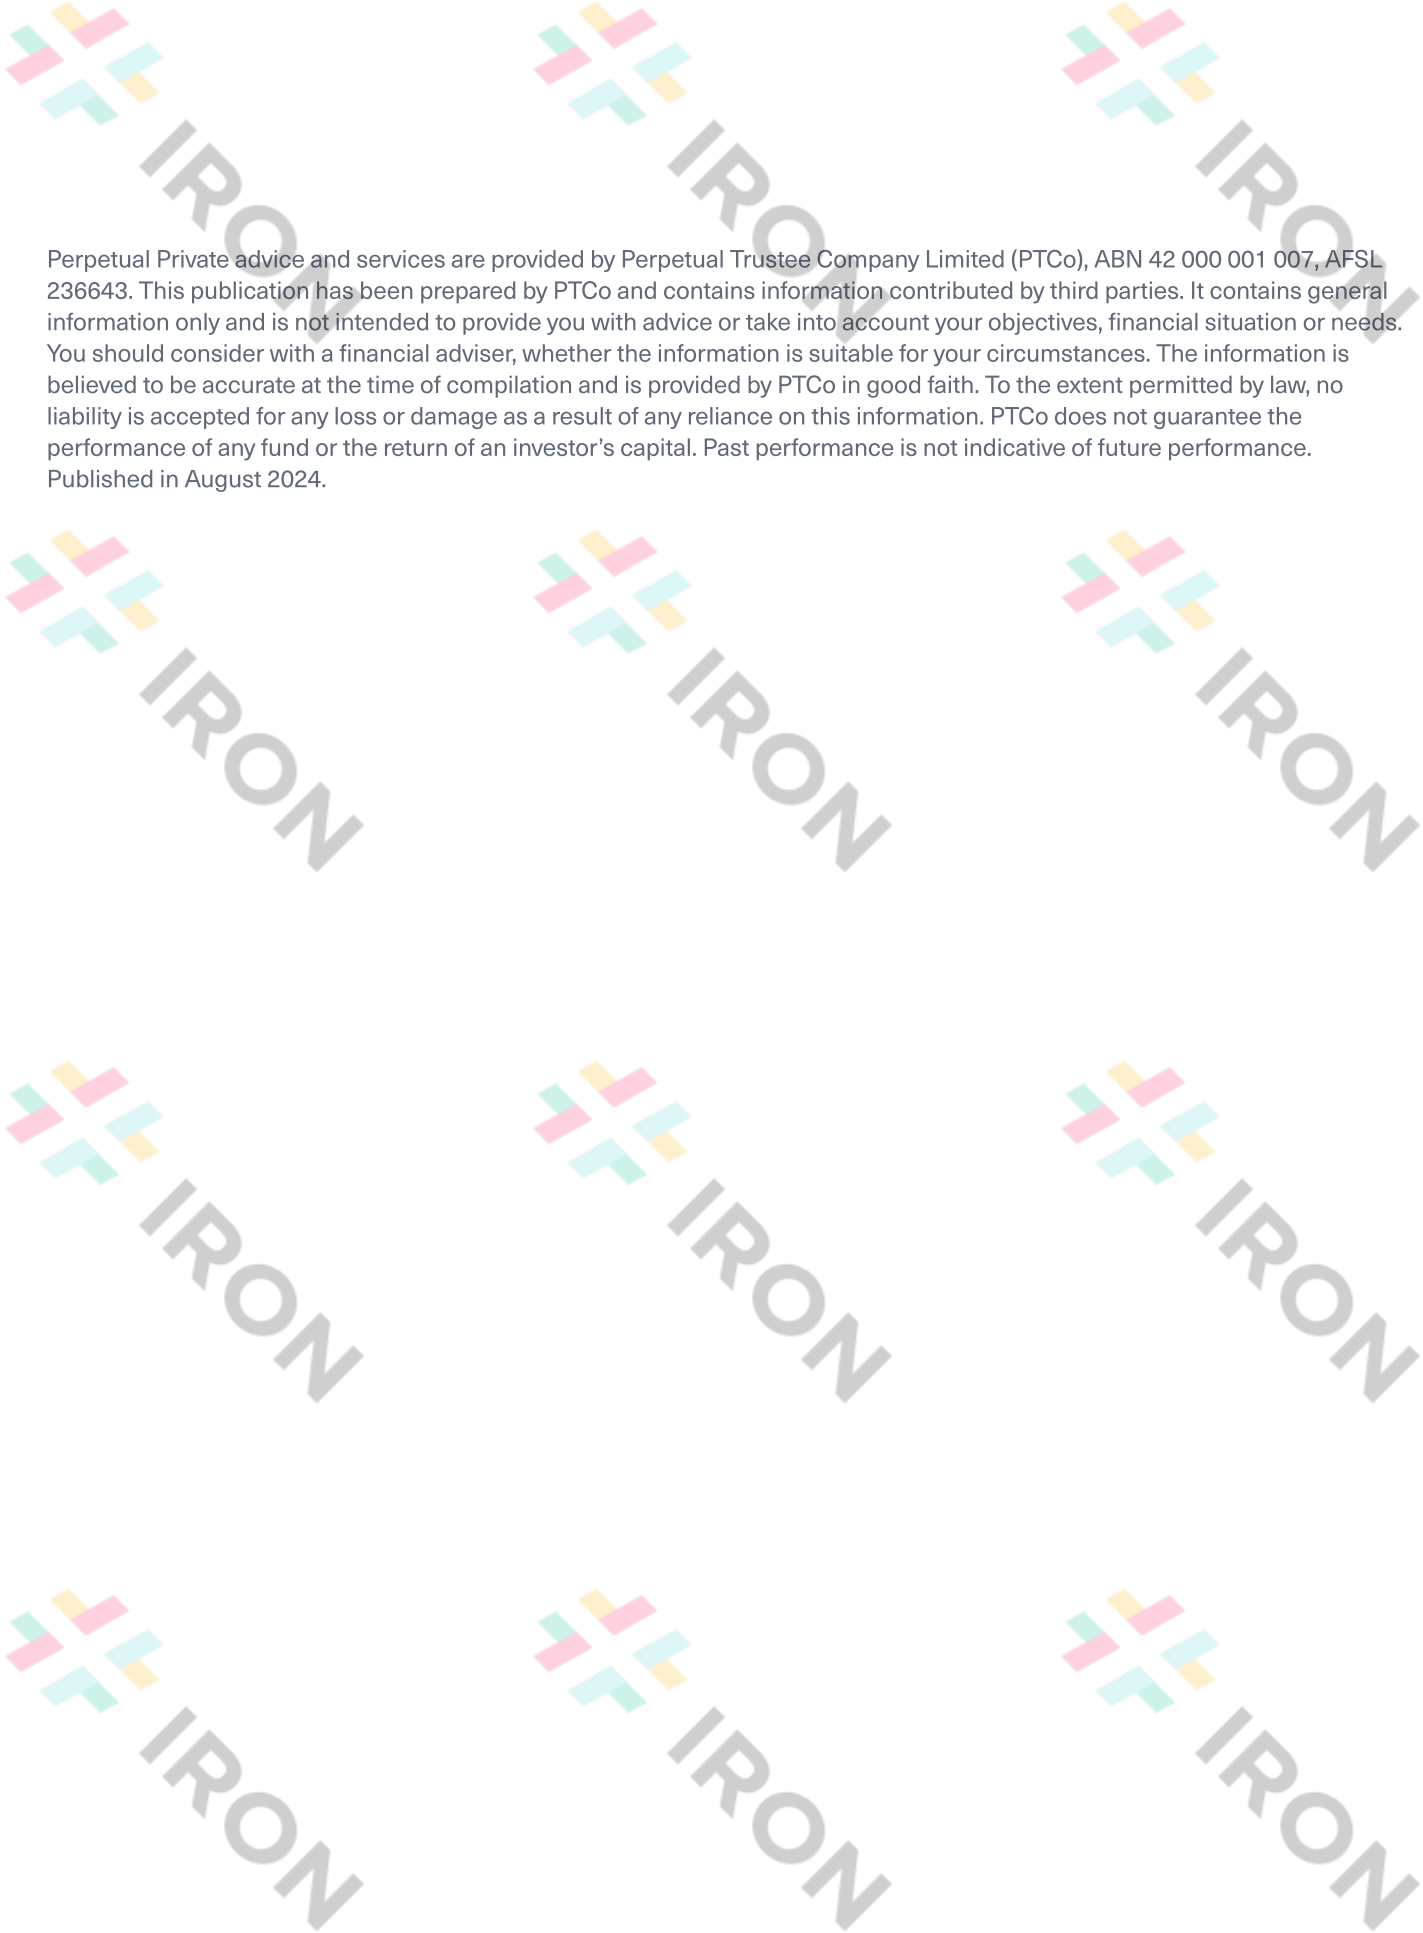 IRON IRON IRON
Perpetual Private advice and services are provided by Perpetual Trustee Company Limited (PTCo), ABN 42 000 001 007, AFSL
236643. This publication has been prepared by PTCo and contains information contributed by third parties. It contains general
information only and is not intended to provide you with advice or take into account your objectives, financial situation or needs.
You should consider with a financial adviser, whether the information is suitable for your circumstances. The information is
believed to be accurate at the time of compilation and is provided by PTCo in good faith. To the extent permitted by law, no
liability is accepted for any loss or damage as a result of any reliance on this information. PTCo does not guarantee the
performance of any fund or the return of an investor’s capital. Past performance is not indicative of future performance.
Published in August 2024.
IRON IRON IRON
IRON IRON IRON
IRON IRON IRON